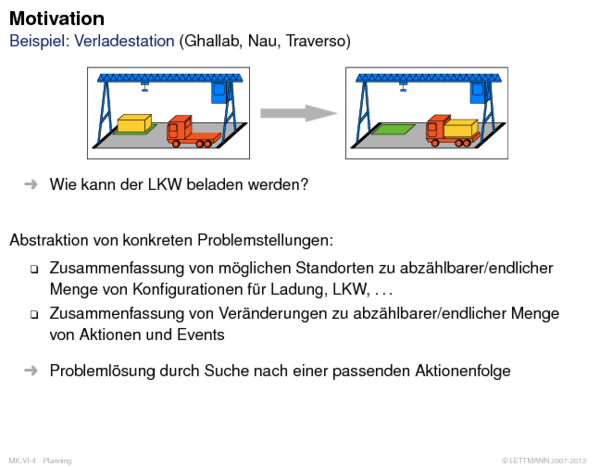 Motivation
Beispiel: Verladestation (Ghallab, Nau, Traverso)
➜ Wie kann der LKW beladen werden?
Abstraktion von konkreten Problemstellungen:
❑ Zusammenfassung von möglichen Standorten zu abzählbarer/endlicher
Menge von Konfigurationen für Ladung, LKW, . . .
❑ Zusammenfassung von Veränderungen zu abzählbarer/endlicher Menge
von Aktionen und Events
➜ Problemlösung durch Suche nach einer passenden Aktionenfolge
MK:VI-4 Planning
© LETTMANN 2007-2013